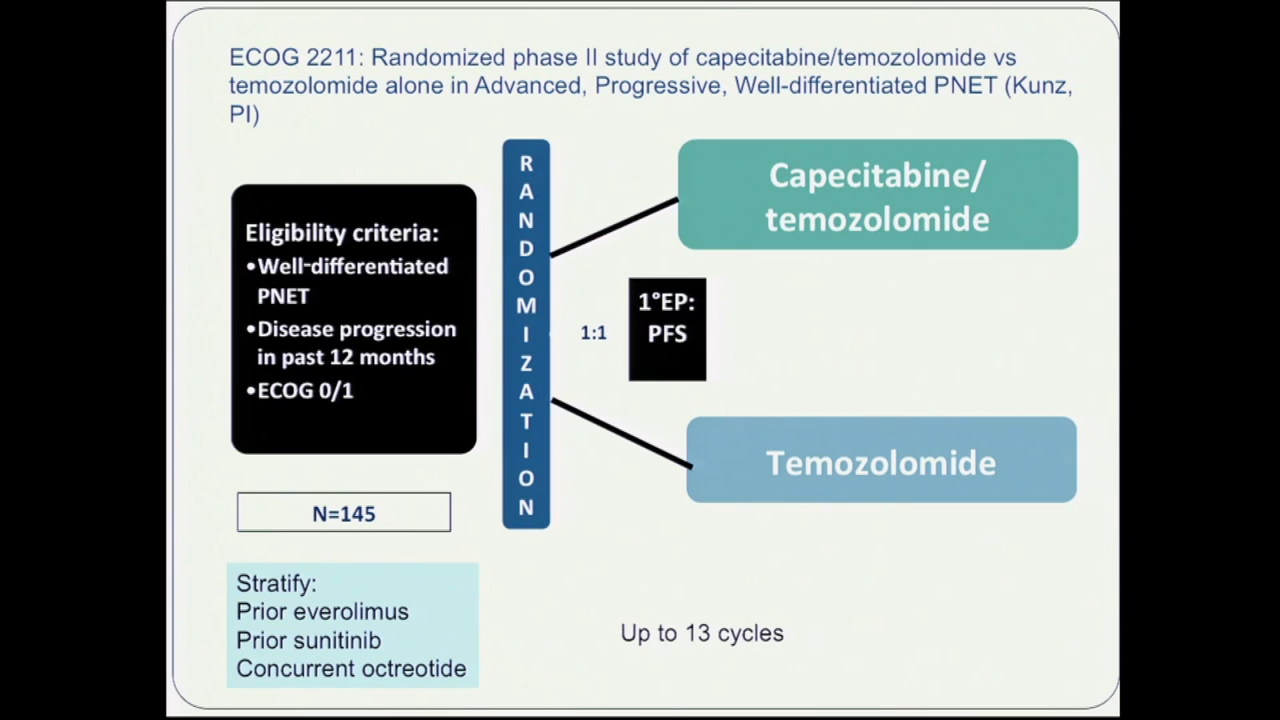 ECOG 2211: Randomized phase II study of capecitabine/temozolomide vs
temozolomide alone in Advanced, Progressive, Well-differentiated PNET (Kunz,
PI)
Eligibility criteria:
•Well-differentiated
PNET
•Disease progression
in past 12 months
•ECOG 0/1
N=145
Stratify:
Prior everolimus
Prior sunitinib
Concurrent octreotide
R
A
N
D
O
M
I
Z
A
T
I
O
N
1:1
1°EP:
PFS
Capecitabine/
temozolomide
Temozolomide
Up to 13 cycles